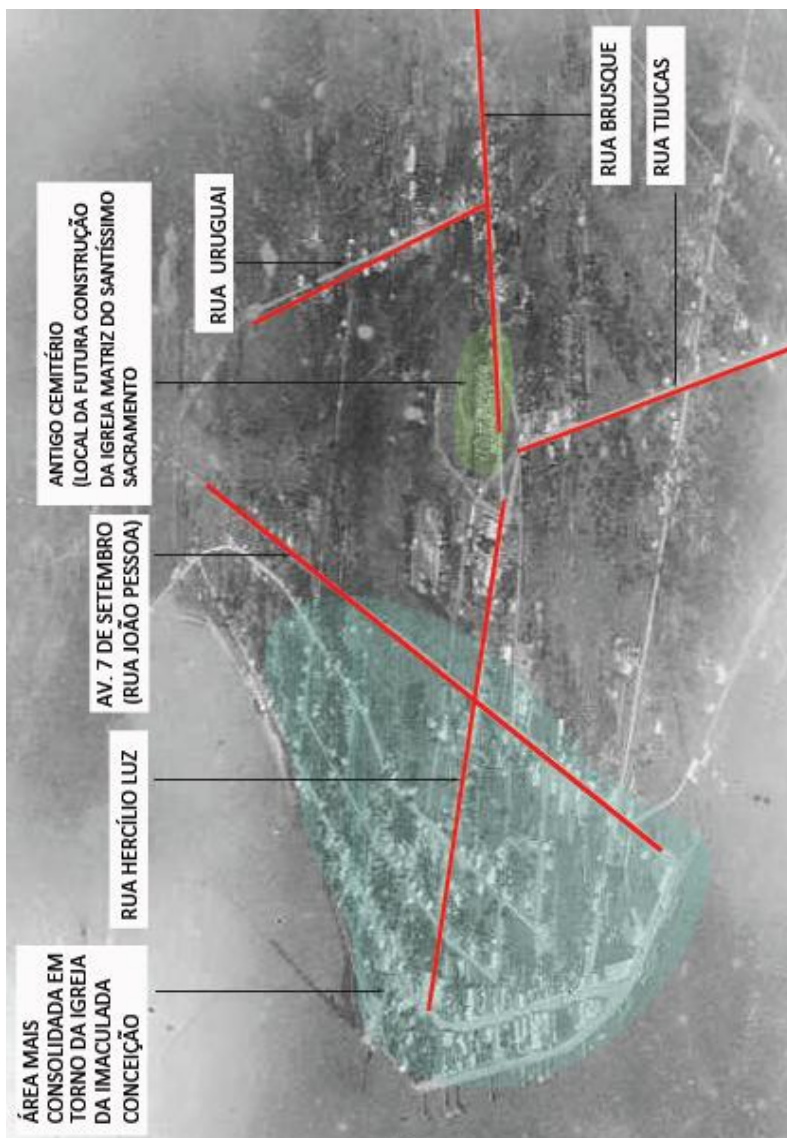 ÁREA MAIS
CONSOLIDADA EM
TORNO DA IGREJA
DA IMACULADA
CONCEIÇÃO
RUA HERCÍLIO LUZ
AV. 7 DE SETEMBRO
(RUA JOÃO PESSOA)
ANTIGO CEMITÉRIO
(LOCAL DA FUTURA CONSTRUÇÃO
DA IGREJA MATRIZ DO SANTÍSSIMO
SACRAMENTO
RUA URUGUAI
RUA BRUSQUE
RUA TIJUCAS